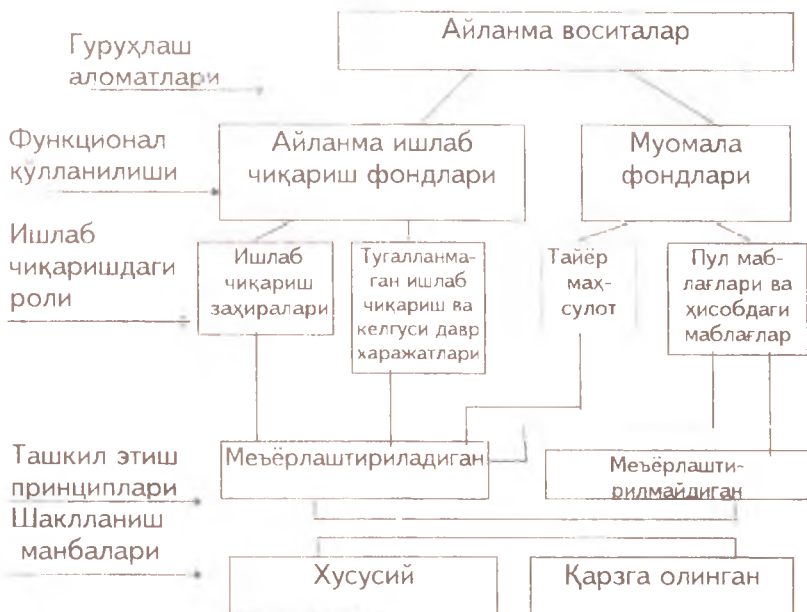 Айланма воситалар
Гуруҳлаш
аломатлари
Функционал
қўлланилиши
Айланма ишлаб
чиқариш фондлари
Муомала
фондлари
Ишлаб
чиқаришдаги
роли
Ишлаб
чиқариш
заҳиралари
Тугалланма-
ган ишлаб
чиқариш ва
келгуси давр
харажатлари
Тайёр
маҳ-
сулот
Пул маб-
лағлари ва
ҳисобдаги
маблағлар
Ташкил этиш
принциплари
Меъёрлаштириладиган
Меъёрлашти-
рилмайдиган
Шаклланиш
манбалари
Хусусий
Қарзга олинган